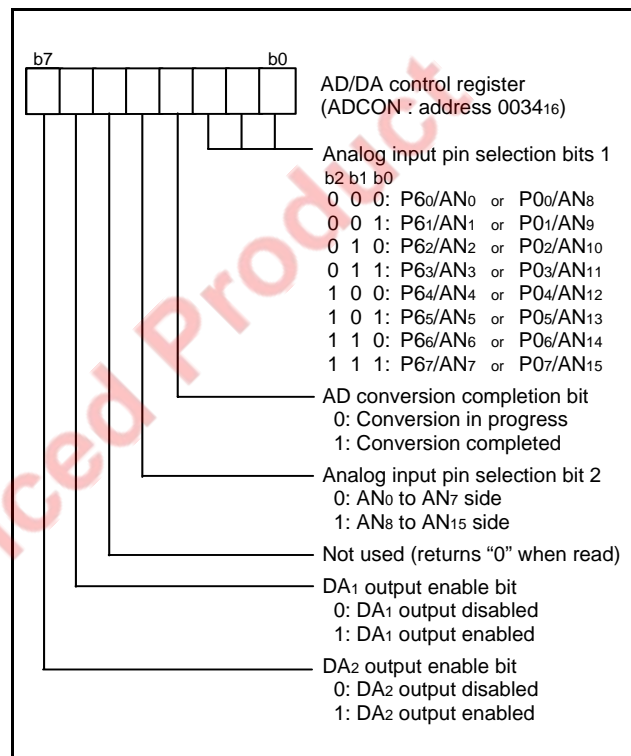 b7 b0
AD/DA control register
(ADCON : address 003416)
Analog input pin selection bits 1
b2 b1 b0
0 0 0: P60/AN0 or P00/AN8
0 0 1: P61/AN1 or P01/AN9
0 1 0: P62/AN2 or P02/AN10
0 1 1: P63/AN3 or P03/AN11
1 0 0: P64/AN4 or P04/AN12
1 0 1: P65/AN5 or P05/AN13
1 1 0: P66/AN6 or P06/AN14
1 1 1: P67/AN7 or P07/AN15
AD conversion completion bit
0: Conversion in progress
1: Conversion completed
Analog input pin selection bit 2
0: AN0 to AN7 side
1: AN8 to AN15 side
Not used (returns “0” when read)
DA1 output enable bit
0: DA1 output disabled
1: DA1 output enabled
DA2 output enable bit
0: DA2 output disabled
1: DA2 output enabled
ced Product